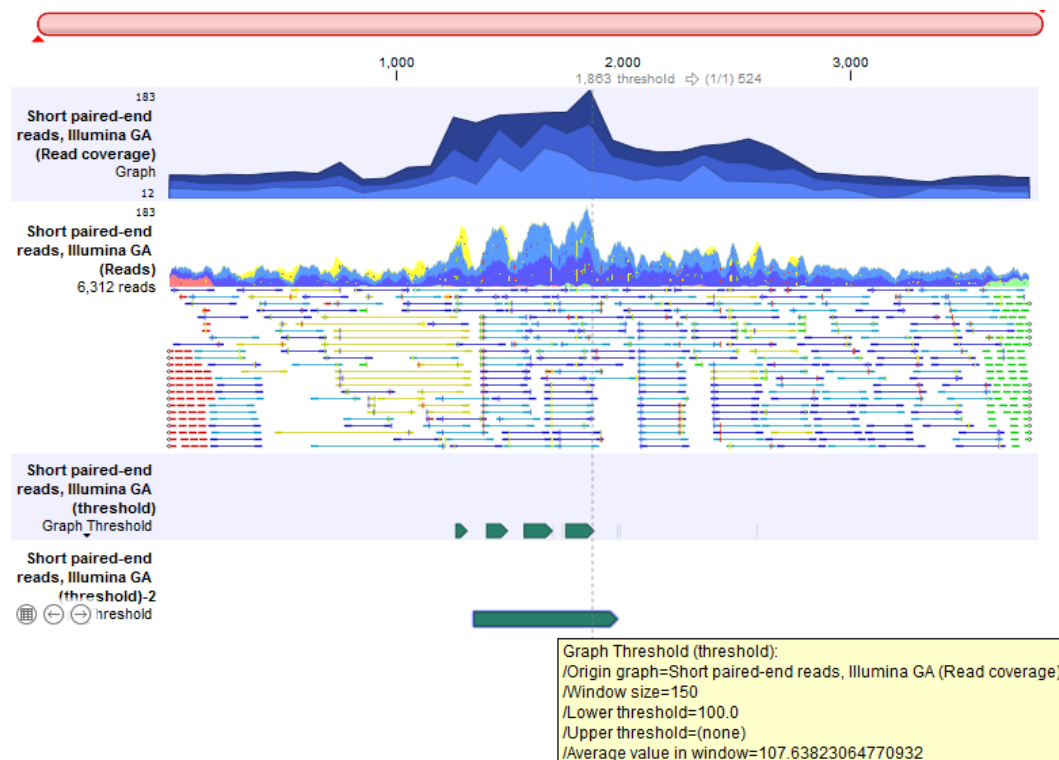 1,000 2,000 3,000
1,863 threshold ⇨ (1/1) 524
183
Short paired-end
reads, Illumina GA
(Read coverage)
Graph
12
183
Short paired-end
reads, Illumina GA
(Reads)
6,312 reads
Short paired-end
reads, Illumina GA
(threshold)
Graph Threshold
Short paired-end
reads, Illumina GA
(threshold)-2
hreshold
Graph Threshold (threshold):
/Origin graph=Short paired-end reads, Illumina GA (Read coverage)
/Window size=150
/Lower threshold=100.0
/Upper threshold=(none)
/Average value in window=107.63823064770932